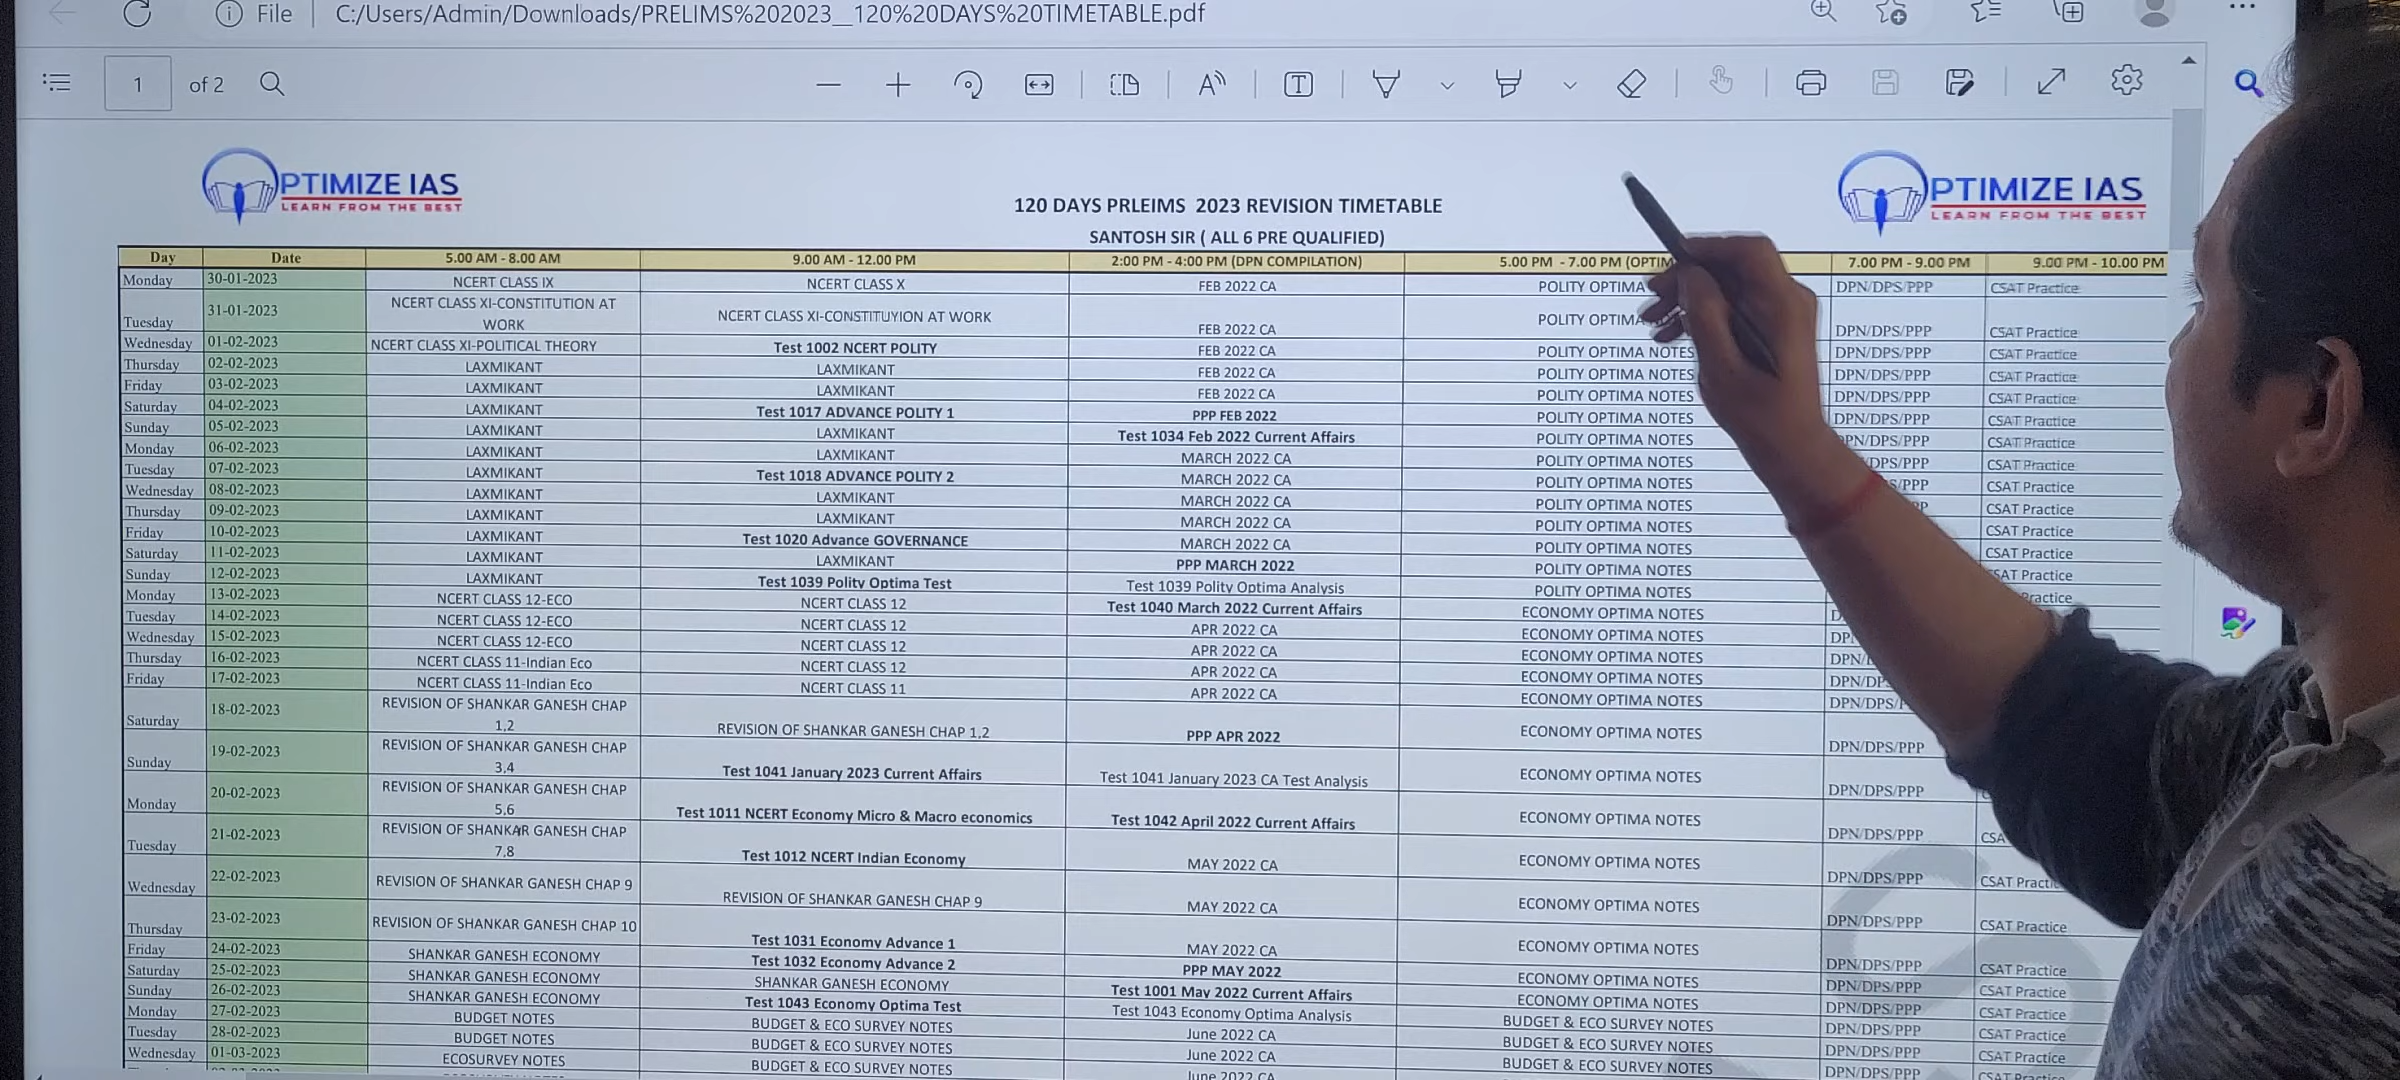 File C:/Users/Admin/Downloads/PRELIMS%202023__120%20DAYS%20TIMETABLE.pdf
1 of 2
OPTIMIZE IAS
LEARN FROM THE BEST
OPTIMIZE IAS
LEARN FROM THE BEST
120 DAYS PRLEIMS 2023 REVISION TIMETABLE
SANTOSH SIR ( ALL 6 PRE QUALIFIED)
Day Date 5.00 AM - 8.00 AM 9.00 AM - 12.00 PM 2:00 PM - 4:00 PM (DPN COMPILATION) 5.00 PM - 7.00 PM (OPTIM 7.00 PM - 9.00 PM 9.00 PM - 10.00 PM
Monday 30-01-2023 NCERT CLASS IX NCERT CLASS X FEB 2022 CA POLITY OPTIMA DPN/DPS/PPP CSAT Practice
Tuesday 31-01-2023 NCERT CLASS XI-CONSTITUTION AT WORK NCERT CLASS XI-CONSTITUYION AT WORK FEB 2022 CA POLITY OPTIMA DPN/DPS/PPP CSAT Practice
Wednesday 01-02-2023 NCERT CLASS XI-POLITICAL THEORY Test 1002 NCERT POLITY FEB 2022 CA POLITY OPTIMA NOTES DPN/DPS/PPP CSAT Practice
Thursday 02-02-2023 LAXMIKANT LAXMIKANT FEB 2022 CA POLITY OPTIMA NOTES DPN/DPS/PPP CSAT Practice
Friday 03-02-2023 LAXMIKANT LAXMIKANT FEB 2022 CA POLITY OPTIMA NOTES DPN/DPS/PPP CSAT Practice
Saturday 04-02-2023 LAXMIKANT Test 1017 ADVANCE POLITY 1 PPP FEB 2022 POLITY OPTIMA NOTES DPN/DPS/PPP CSAT Practice
Sunday 05-02-2023 LAXMIKANT LAXMIKANT Test 1034 Feb 2022 Current Affairs POLITY OPTIMA NOTES PN/DPS/PPP CSAT Practice
Monday 06-02-2023 LAXMIKANT LAXMIKANT MARCH 2022 CA POLITY OPTIMA NOTES DPS/PPP CSAT Practice
Tuesday 07-02-2023 LAXMIKANT Test 1018 ADVANCE POLITY 2 MARCH 2022 CA POLITY OPTIMA NOTES S/PPP CSAT Practice
Wednesday 08-02-2023 LAXMIKANT LAXMIKANT MARCH 2022 CA POLITY OPTIMA NOTES CSAT Practice
Thursday 09-02-2023 LAXMIKANT LAXMIKANT MARCH 2022 CA POLITY OPTIMA NOTES CSAT Practice
Friday 10-02-2023 LAXMIKANT Test 1020 Advance GOVERNANCE MARCH 2022 CA POLITY OPTIMA NOTES CSAT Practice
Saturday 11-02-2023 LAXMIKANT LAXMIKANT PPP MARCH 2022 POLITY OPTIMA NOTES SAT Practice
Sunday 12-02-2023 LAXMIKANT Test 1039 Polity Optima Test Test 1039 Polity Optima Analysis POLITY OPTIMA NOTES ractice
Monday 13-02-2023 NCERT CLASS 12-ECO NCERT CLASS 12 Test 1040 March 2022 Current Affairs ECONOMY OPTIMA NOTES D
Tuesday 14-02-2023 NCERT CLASS 12-ECO NCERT CLASS 12 APR 2022 CA ECONOMY OPTIMA NOTES DP
Wednesday 15-02-2023 NCERT CLASS 12-ECO NCERT CLASS 12 APR 2022 CA ECONOMY OPTIMA NOTES DPN/
Thursday 16-02-2023 NCERT CLASS 11-Indian Eco NCERT CLASS 12 APR 2022 CA ECONOMY OPTIMA NOTES DPN/DP
Friday 17-02-2023 NCERT CLASS 11-Indian Eco NCERT CLASS 11 APR 2022 CA ECONOMY OPTIMA NOTES DPN/DPS/
Saturday 18-02-2023 REVISION OF SHANKAR GANESH CHAP 1,2 REVISION OF SHANKAR GANESH CHAP 1,2 PPP APR 2022 ECONOMY OPTIMA NOTES DPN/DPS/PPP
Sunday 19-02-2023 REVISION OF SHANKAR GANESH CHAP 3,4 Test 1041 January 2023 Current Affairs Test 1041 January 2023 CA Test Analysis ECONOMY OPTIMA NOTES DPN/DPS/PPP
Monday 20-02-2023 REVISION OF SHANKAR GANESH CHAP 5,6 Test 1011 NCERT Economy Micro & Macro economics Test 1042 April 2022 Current Affairs ECONOMY OPTIMA NOTES DPN/DPS/PPP CSA
Tuesday 21-02-2023 REVISION OF SHANKAR GANESH CHAP 7,8 Test 1012 NCERT Indian Economy MAY 2022 CA ECONOMY OPTIMA NOTES DPN/DPS/PPP CSAT Practi
Wednesday 22-02-2023 REVISION OF SHANKAR GANESH CHAP 9 REVISION OF SHANKAR GANESH CHAP 9 MAY 2022 CA ECONOMY OPTIMA NOTES DPN/DPS/PPP CSAT Practice
Thursday 23-02-2023 REVISION OF SHANKAR GANESH CHAP 10 Test 1031 Economy Advance 1 MAY 2022 CA ECONOMY OPTIMA NOTES DPN/DPS/PPP CSAT Practice
Friday 24-02-2023 SHANKAR GANESH ECONOMY Test 1032 Economy Advance 2 PPP MAY 2022 ECONOMY OPTIMA NOTES DPN/DPS/PPP CSAT Practice
Saturday 25-02-2023 SHANKAR GANESH ECONOMY SHANKAR GANESH ECONOMY Test 1001 May 2022 Current Affairs ECONOMY OPTIMA NOTES DPN/DPS/PPP CSAT Practice
Sunday 26-02-2023 SHANKAR GANESH ECONOMY Test 1043 Economy Optima Test Test 1043 Economy Optima Analysis BUDGET & ECO SURVEY NOTES DPN/DPS/PPP CSAT Practice
Monday 27-02-2023 BUDGET NOTES BUDGET & ECO SURVEY NOTES June 2022 CA BUDGET & ECO SURVEY NOTES DPN/DPS/PPP CSAT Practice
Tuesday 28-02-2023 BUDGET NOTES BUDGET & ECO SURVEY NOTES June 2022 CA BUDGET & ECO SURVEY NOTES DPN/DPS/PPP CSAT Practice
Wednesday 01-03-2023 ECOSURVEY NOTES BUDGET & ECO SURVEY NOTES June 2022 CA